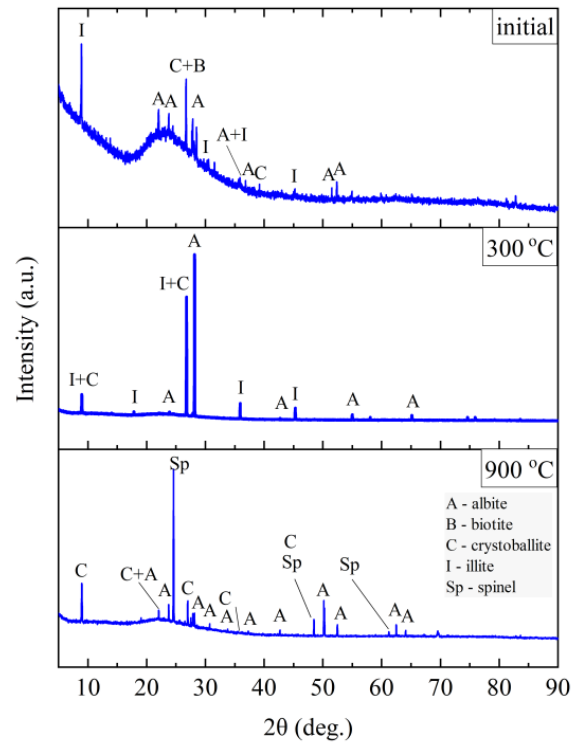 initial
I
C+B
A
A
A
I
A+I
A
C
I
A
A
300 °C
A
I+C
I+C
I
A
I
A
I
A
A
900 °C
Sp
C
C+A
A
C
A
A
A
C
A
A
C
Sp
A
A
Sp
A
A
A - albite
B - biotite
C - crystoballite
I - illite
Sp - spinel
Intensity (a.u.)
10 20 30 40 50 60 70 80 90
2θ (deg.)